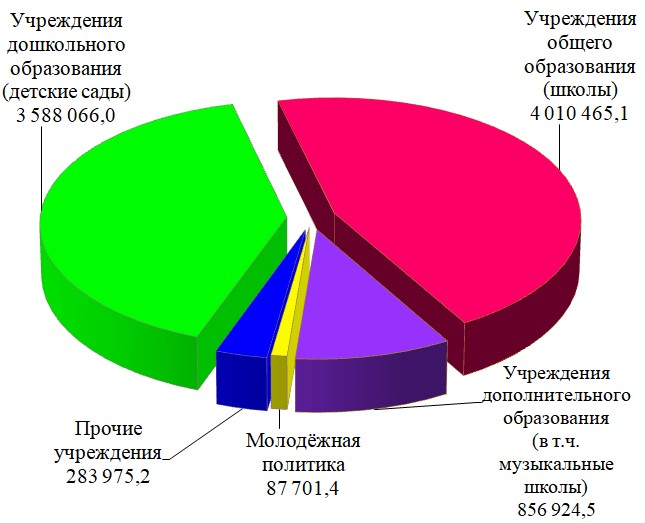 Учреждения
дошкольного
образования
(детские сады)
3 588 066,0
Учреждения
общего
образования
(школы)
4 010 465,1
Прочие
учреждения
283 975,2
Молодёжная
политика
87 701,4
Учреждения
дополнительного
образования
(в т.ч.
музыкальные
школы)
856 924,5